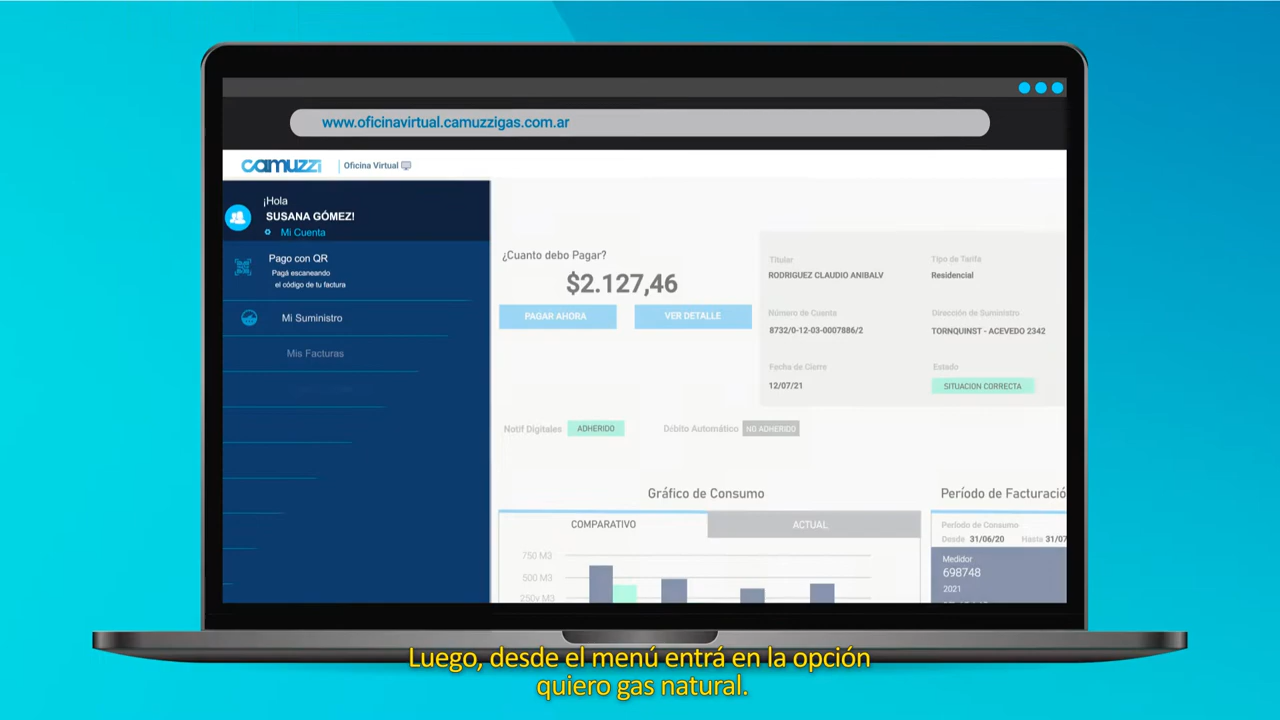 www.oficinavirtual.camuzzigas.com.ar
camuzzi
Oficina Virtual
¡Hola
SUSANA GÓMEZ!
Mi Cuenta
Pago con QR
Pagá escaneando
el código de tu factura
Mi Suministro
Mis Facturas
¿Cuanto debo Pagar?
$2.127,46
PAGAR AHORA
VER DETALLE
Titular
RODRIGUEZ CLAUDIO ANIBALV
Tipo de Tarifa
Residencial
Número de Cuenta
8732/0-12-03-0007886/2
Dirección de Suministro
TORNQUINST - ACEVEDO 2342
Fecha de Cierre
12/07/21
Estado
SITUACION CORRECTA
Notif Digitales
ADHERIDO
Débito Automático
NO ADHERIDO
Gráfico de Consumo
COMPARATIVO
ACTUAL
750 M3
500 M3
250v M3
Período de Facturació
Período de Consumo
Desde 31/06/20 Hasta 31/07
Medidor
698748
2021
Luego, desde el menú entrá en la opción
quiero gas natural.